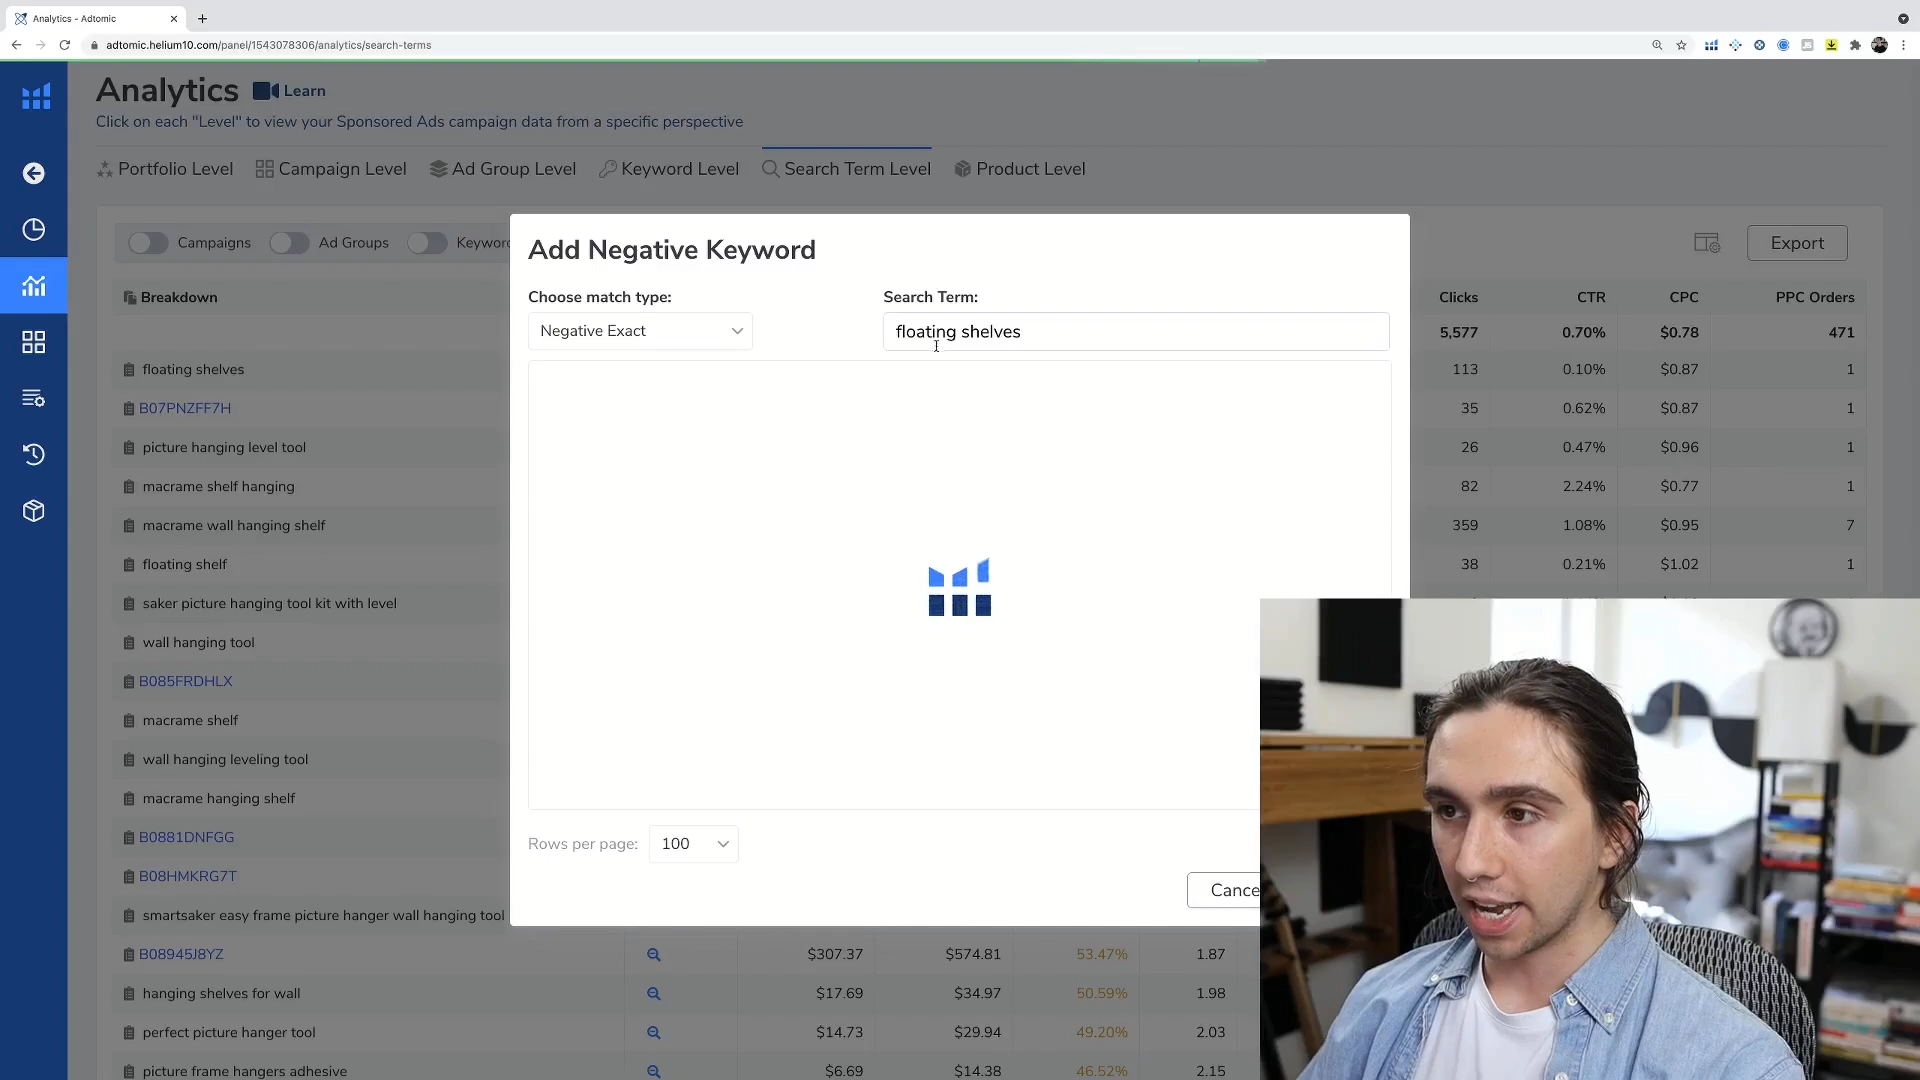 Analytics - Adtomic
adtomic.helium10.com/panel/1543078306/analytics/search-terms
Analytics Learn
Click on each "Level" to view your Sponsored Ads campaign data from a specific perspective
Portfolio Level Campaign Level Ad Group Level Keyword Level Search Term Level Product Level
Campaigns Ad Groups Keywor Export
Add Negative Keyword
Choose match type: Search Term:
Negative Exact floating shelves
Breakdown Clicks CTR CPC PPC Orders
5,577 0.70% $0.78 471
floating shelves 113 0.10% $0.87 1
B07PNZFF7H 35 0.62% $0.87 1
picture hanging level tool 26 0.47% $0.96 1
macrame shelf hanging 82 2.24% $0.77 1
macrame wall hanging shelf 359 1.08% $0.95 7
floating shelf 38 0.21% $1.02 1
saker picture hanging tool kit with level
wall hanging tool
B085FRDHLX
macrame shelf
wall hanging leveling tool
macrame hanging shelf
B0881DNFGG
Rows per page: 100
B08HMKRG7T
Cance
smartsaker easy frame picture hanger wall hanging tool
B08945J8YZ $307.37 $574.81 53.47% 1.87
hanging shelves for wall $17.69 $34.97 50.59% 1.98
perfect picture hanger tool $14.73 $29.94 49.20% 2.03
picture frame hangers adhesive $6.69 $14.38 46.52% 2.15